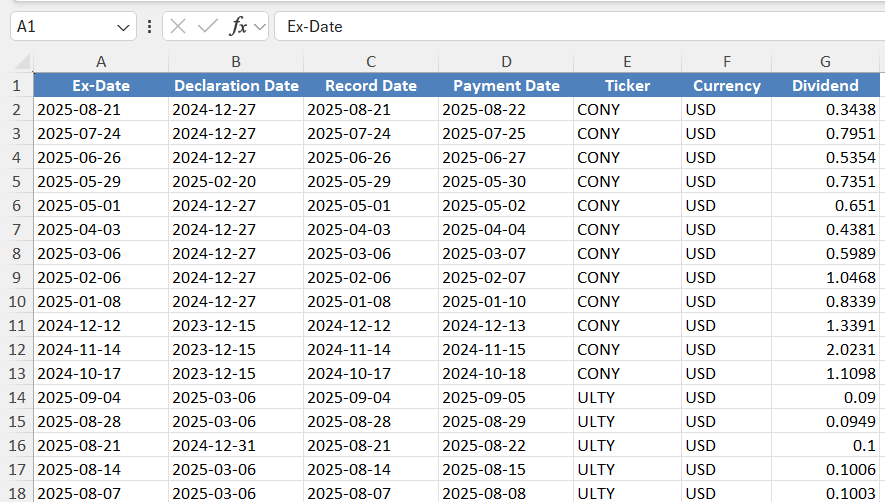 A1 fx Ex-Date
A B C D E F G
1 Ex-Date Declaration Date Record Date Payment Date Ticker Currency Dividend
2 2025-08-21 2024-12-27 2025-08-21 2025-08-22 CONY USD 0.3438
3 2025-07-24 2024-12-27 2025-07-24 2025-07-25 CONY USD 0.7951
4 2025-06-26 2024-12-27 2025-06-26 2025-06-27 CONY USD 0.5354
5 2025-05-29 2025-02-20 2025-05-29 2025-05-30 CONY USD 0.7351
6 2025-05-01 2024-12-27 2025-05-01 2025-05-02 CONY USD 0.651
7 2025-04-03 2024-12-27 2025-04-03 2025-04-04 CONY USD 0.4381
8 2025-03-06 2024-12-27 2025-03-06 2025-03-07 CONY USD 0.5989
9 2025-02-06 2024-12-27 2025-02-06 2025-02-07 CONY USD 1.0468
10 2025-01-08 2024-12-27 2025-01-08 2025-01-10 CONY USD 0.8339
11 2024-12-12 2023-12-15 2024-12-12 2024-12-13 CONY USD 1.3391
12 2024-11-14 2023-12-15 2024-11-14 2024-11-15 CONY USD 2.0231
13 2024-10-17 2023-12-15 2024-10-17 2024-10-18 CONY USD 1.1098
14 2025-09-04 2025-03-06 2025-09-04 2025-09-05 ULTY USD 0.09
15 2025-08-28 2025-03-06 2025-08-28 2025-08-29 ULTY USD 0.0949
16 2025-08-21 2024-12-31 2025-08-21 2025-08-22 ULTY USD 0.1
17 2025-08-14 2025-03-06 2025-08-14 2025-08-15 ULTY USD 0.1006
18 2025-08-07 2025-03-06 2025-08-07 2025-08-08 ULTY USD 0.1003